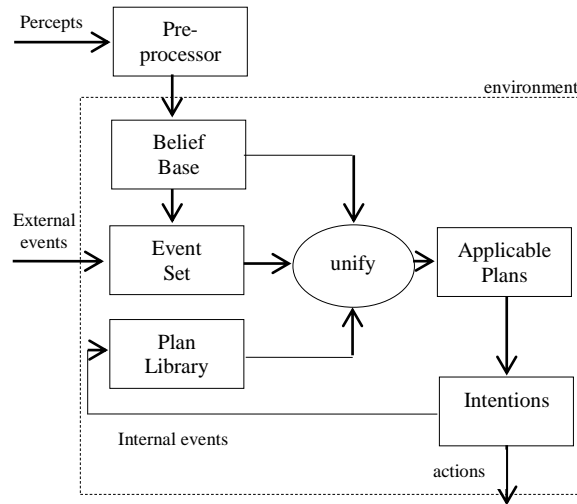 Percepts
Pre-
processor
environment
Belief
Base
External
events
Event
Set
unify
Applicable
Plans
Plan
Library
Intentions
Internal events
actions